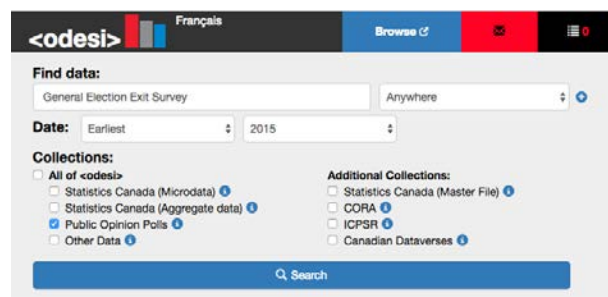 <odesi>
Français
Browse
0
Find data:
General Election Exit Survey
Anywhere
Date:
Earliest
2015
Collections:
All of <odesi>
Statistics Canada (Microdata)
Statistics Canada (Aggregate data)
Public Opinion Polls
Other Data
Additional Collections:
Statistics Canada (Master File)
CORA
ICPSR
Canadian Dataverses
Search